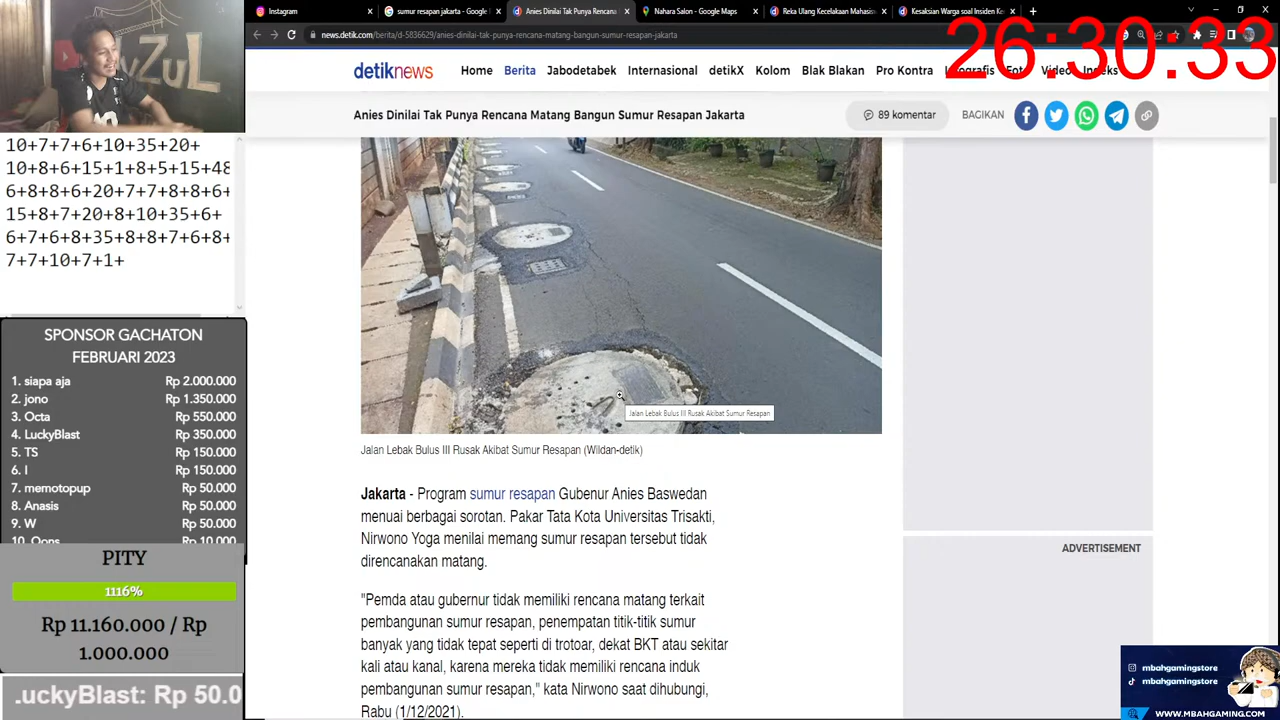 Instagram
sumur resapan jakarta - Google
Anies Dinilai Tak Punya Rencana
Nahara Salon - Google Maps
Reka Ulang Kecelakaan Mahasis
Kesaksian Warga soal Insiden Ke
news.detik.com/berita/d-5836629/anies-dinilai-tak-punya-rencana-matang-bangun-sumur-resapan-jakarta
26:30.33
detiknews
Home Berita Jabodetabek Internasional detikX Kolom Blak Blakan Pro Kontra Infografis Foto Video Indeks
Anies Dinilai Tak Punya Rencana Matang Bangun Sumur Resapan Jakarta
89 komentar
BAGIKAN
10+7+7+6+10+35+20+
10+8+6+15+1+8+5+15+48
6+8+8+6+20+7+7+8+8+6+
15+8+7+20+8+10+35+6+
6+7+6+8+35+8+8+7+6+8+
7+7+10+7+1+
SPONSOR GACHATON
FEBRUARI 2023
1. siapa aja Rp 2.000.000
2. jono Rp 1.350.000
3. Octa Rp 550.000
4. LuckyBlast Rp 350.000
5. TS Rp 150.000
6. I Rp 150.000
7. memotopup Rp 50.000
8. Anasis Rp 50.000
9. W Rp 50.000
10. Oops Rp 10.000
PITY
1116%
Rp 11.160.000 / Rp
1.000.000
.uckyBlast: Rp 50.0
Jalan Lebak Bulus III Rusak Akibat Sumur Resapan
Jalan Lebak Bulus III Rusak Akibat Sumur Resapan (Wildan-detik)
Jakarta - Program sumur resapan Gubenur Anies Baswedan
menuai berbagai sorotan. Pakar Tata Kota Universitas Trisakti,
Nirwono Yoga menilai memang sumur resapan tersebut tidak
direncanakan matang.
"Pemda atau gubernur tidak memiliki rencana matang terkait
pembangunan sumur resapan, penempatan titik-titik sumur
banyak yang tidak tepat seperti di trotoar, dekat BKT atau sekitar
kali atau kanal, karena mereka tidak memiliki rencana induk
pembangunan sumur resapan," kata Nirwono saat dihubungi,
Rabu (1/12/2021).
ADVERTISEMENT
mbahgamingstore
mbahgamingstore
WWW.MBAHGAMING.COM